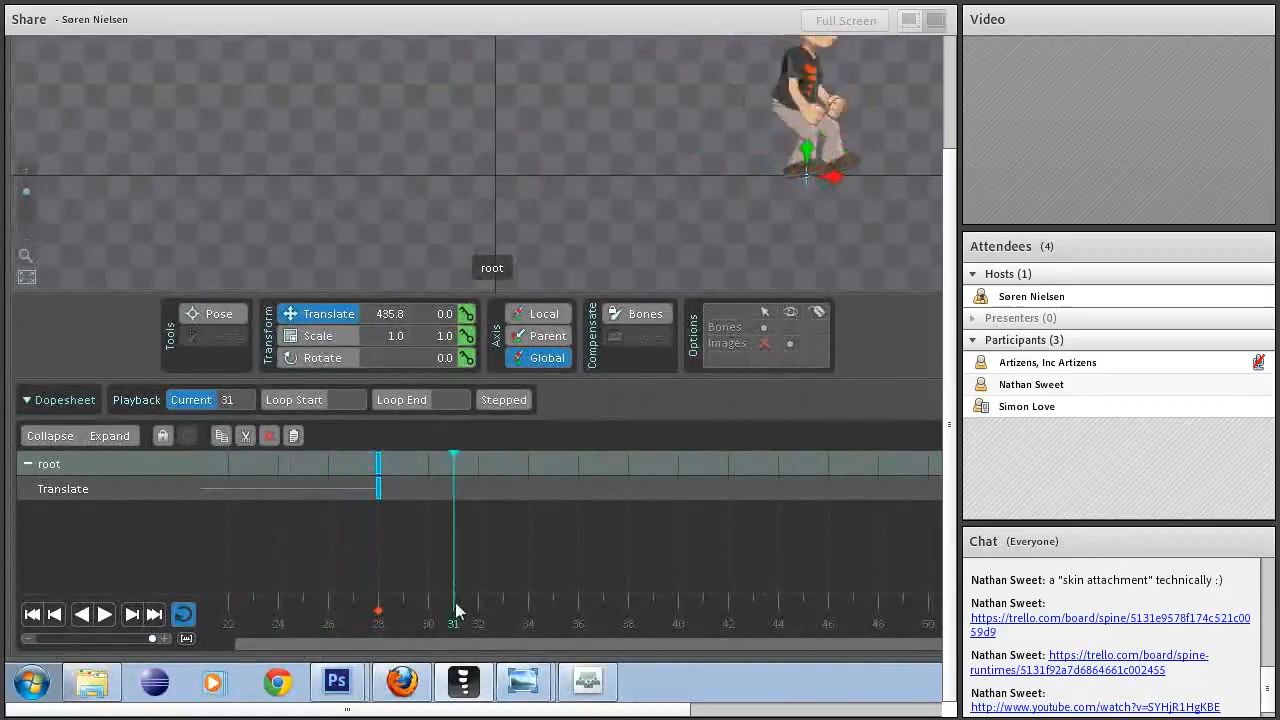 Share - Søren Nielsen
Full Screen
root
Tools
Pose
Transform
Translate 435.8 0.0
Scale 1.0 1.0
Rotate 0.0
Axis
Local
Parent
Global
Compensate
Bones
Options
Bones
Images
Dopesheet
Playback
Current 31
Loop Start
Loop End
Stepped
Collapse
Expand
root
Translate
22 24 26 28 30 31 32 34 36 38 40 42 44 46 48 50
Ps
Video
Attendees (4)
Hosts (1)
Søren Nielsen
Presenters (0)
Participants (3)
Artizens, Inc Artizens
Nathan Sweet
Simon Love
Chat (Everyone)
Nathan Sweet: a "skin attachment" technically :)
Nathan Sweet:
https://trello.com/board/spine/5131e9578f174c521c00
59d9
Nathan Sweet: https://trello.com/board/spine-
runtimes/5131f92a7d6864661c002455
Nathan Sweet:
http://www.youtube.com/watch?v=SYHjR1HgKBE